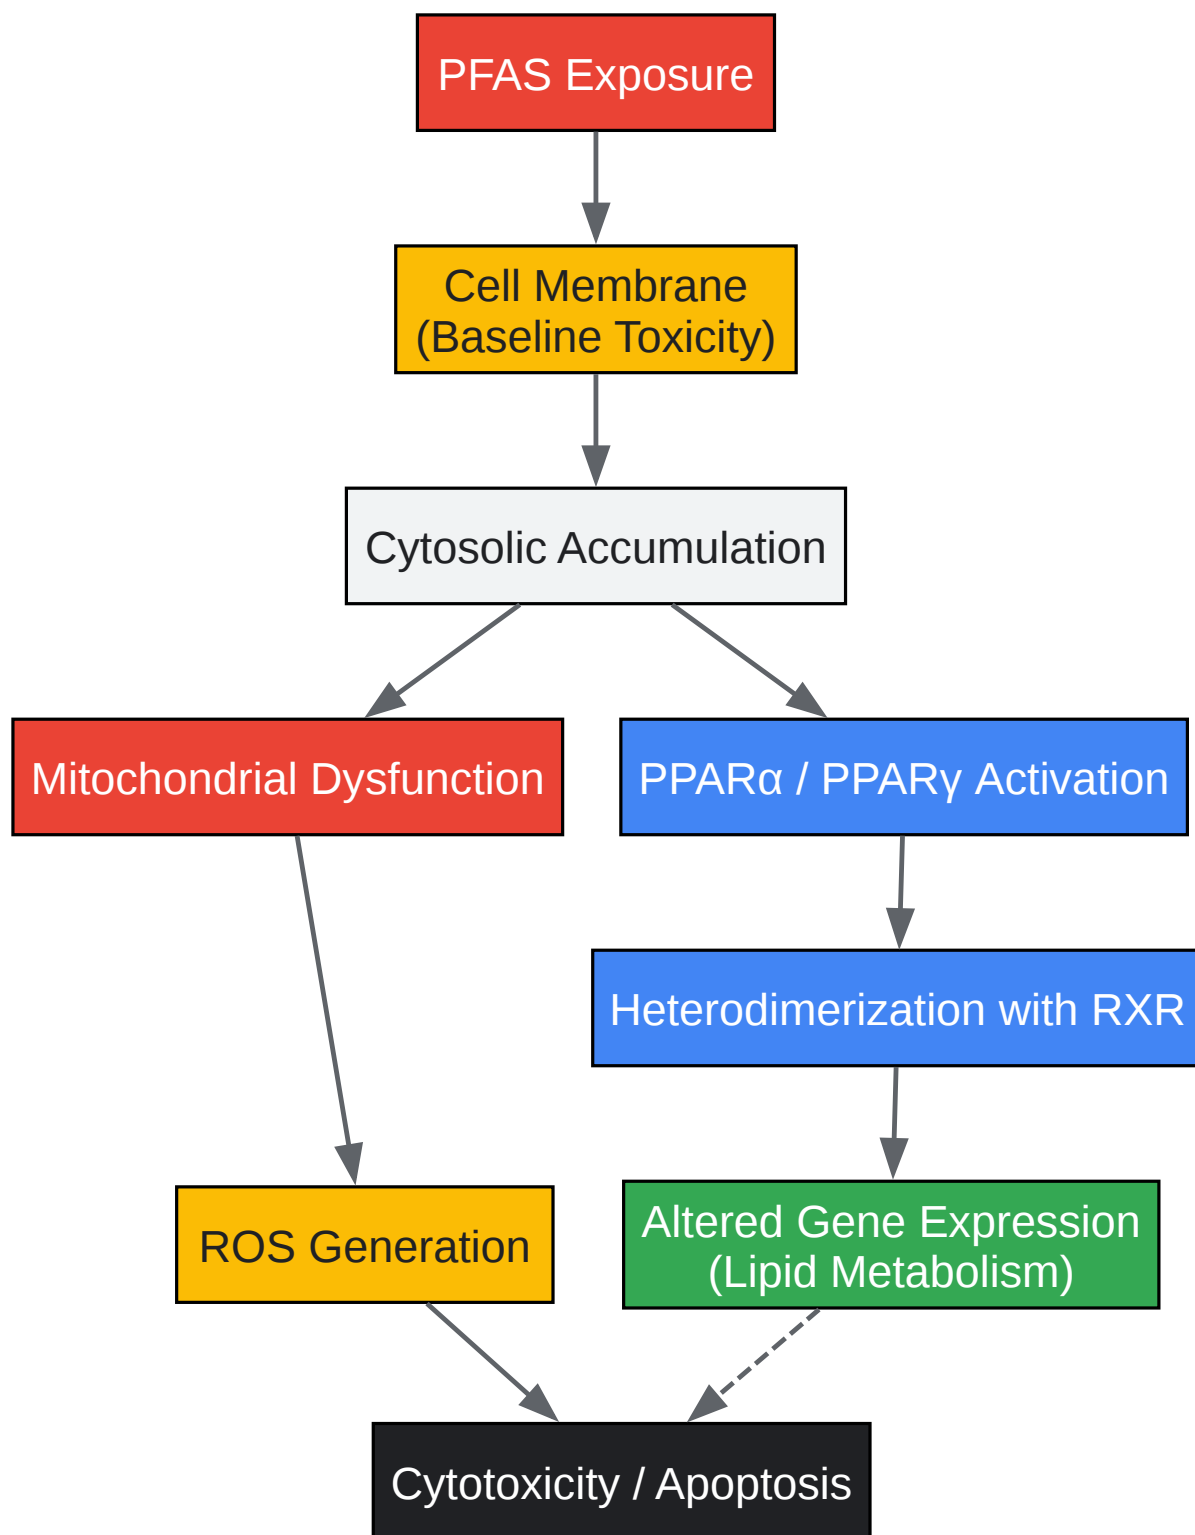 PFAS Exposure
Cell Membrane
(Baseline Toxicity)
Cytosolic Accumulation
Mitochondrial Dysfunction
PPARα / PPARγ Activation
Heterodimerization with RXR
ROS Generation
Altered Gene Expression
(Lipid Metabolism)
Cytotoxicity / Apoptosis